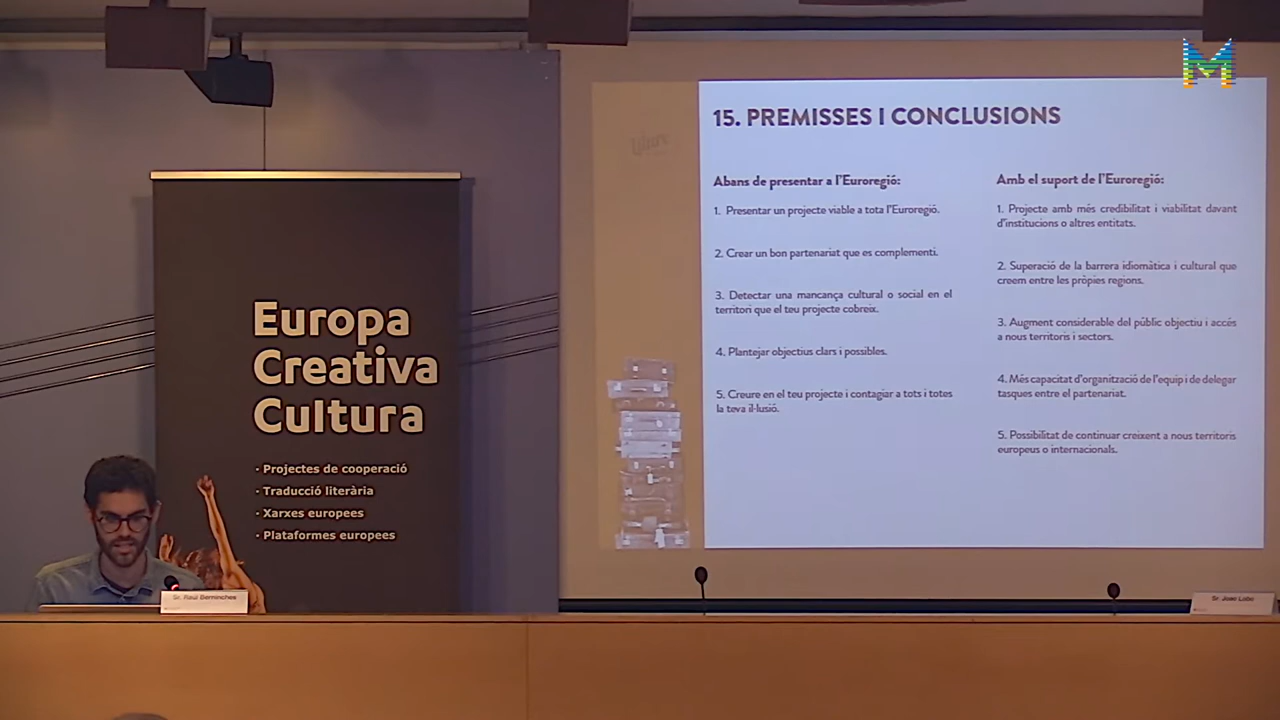 15. PREMISSES I CONCLUSIONS
Abans de presentar a l'Euroregió:
1. Presentar un projecte viable a tota l'Euroregió.
2. Crear un bon partenariat que es complementi.
3. Detectar una mancança cultural o social en el
territori que el teu projecte cobreix.
4. Plantejar objectius clars i possibles.
5. Creure en el teu projecte i contagiar a tots i totes
la teva il·lusió.
Amb el suport de l'Euroregió:
1. Projecte amb més credibilitat i viabilitat davant
d'institucions o altres entitats.
2. Superació de la barrera idiomàtica i cultural que
creem entre les pròpies regions.
3. Augment considerable del públic objectiu i accés
a nous territoris i sectors.
4. Més capacitat d'organització de l'equip i de delegar
tasques entre el partenariat.
5. Possibilitat de continuar creixent a nous territoris
europeus o internacionals.
Europa
Creativa
Cultura
· Projectes de cooperació
· Traducció literària
· Xarxes europees
· Plataformes europees
Sr. Raül Berninches
Sr. Joao Lobo
M